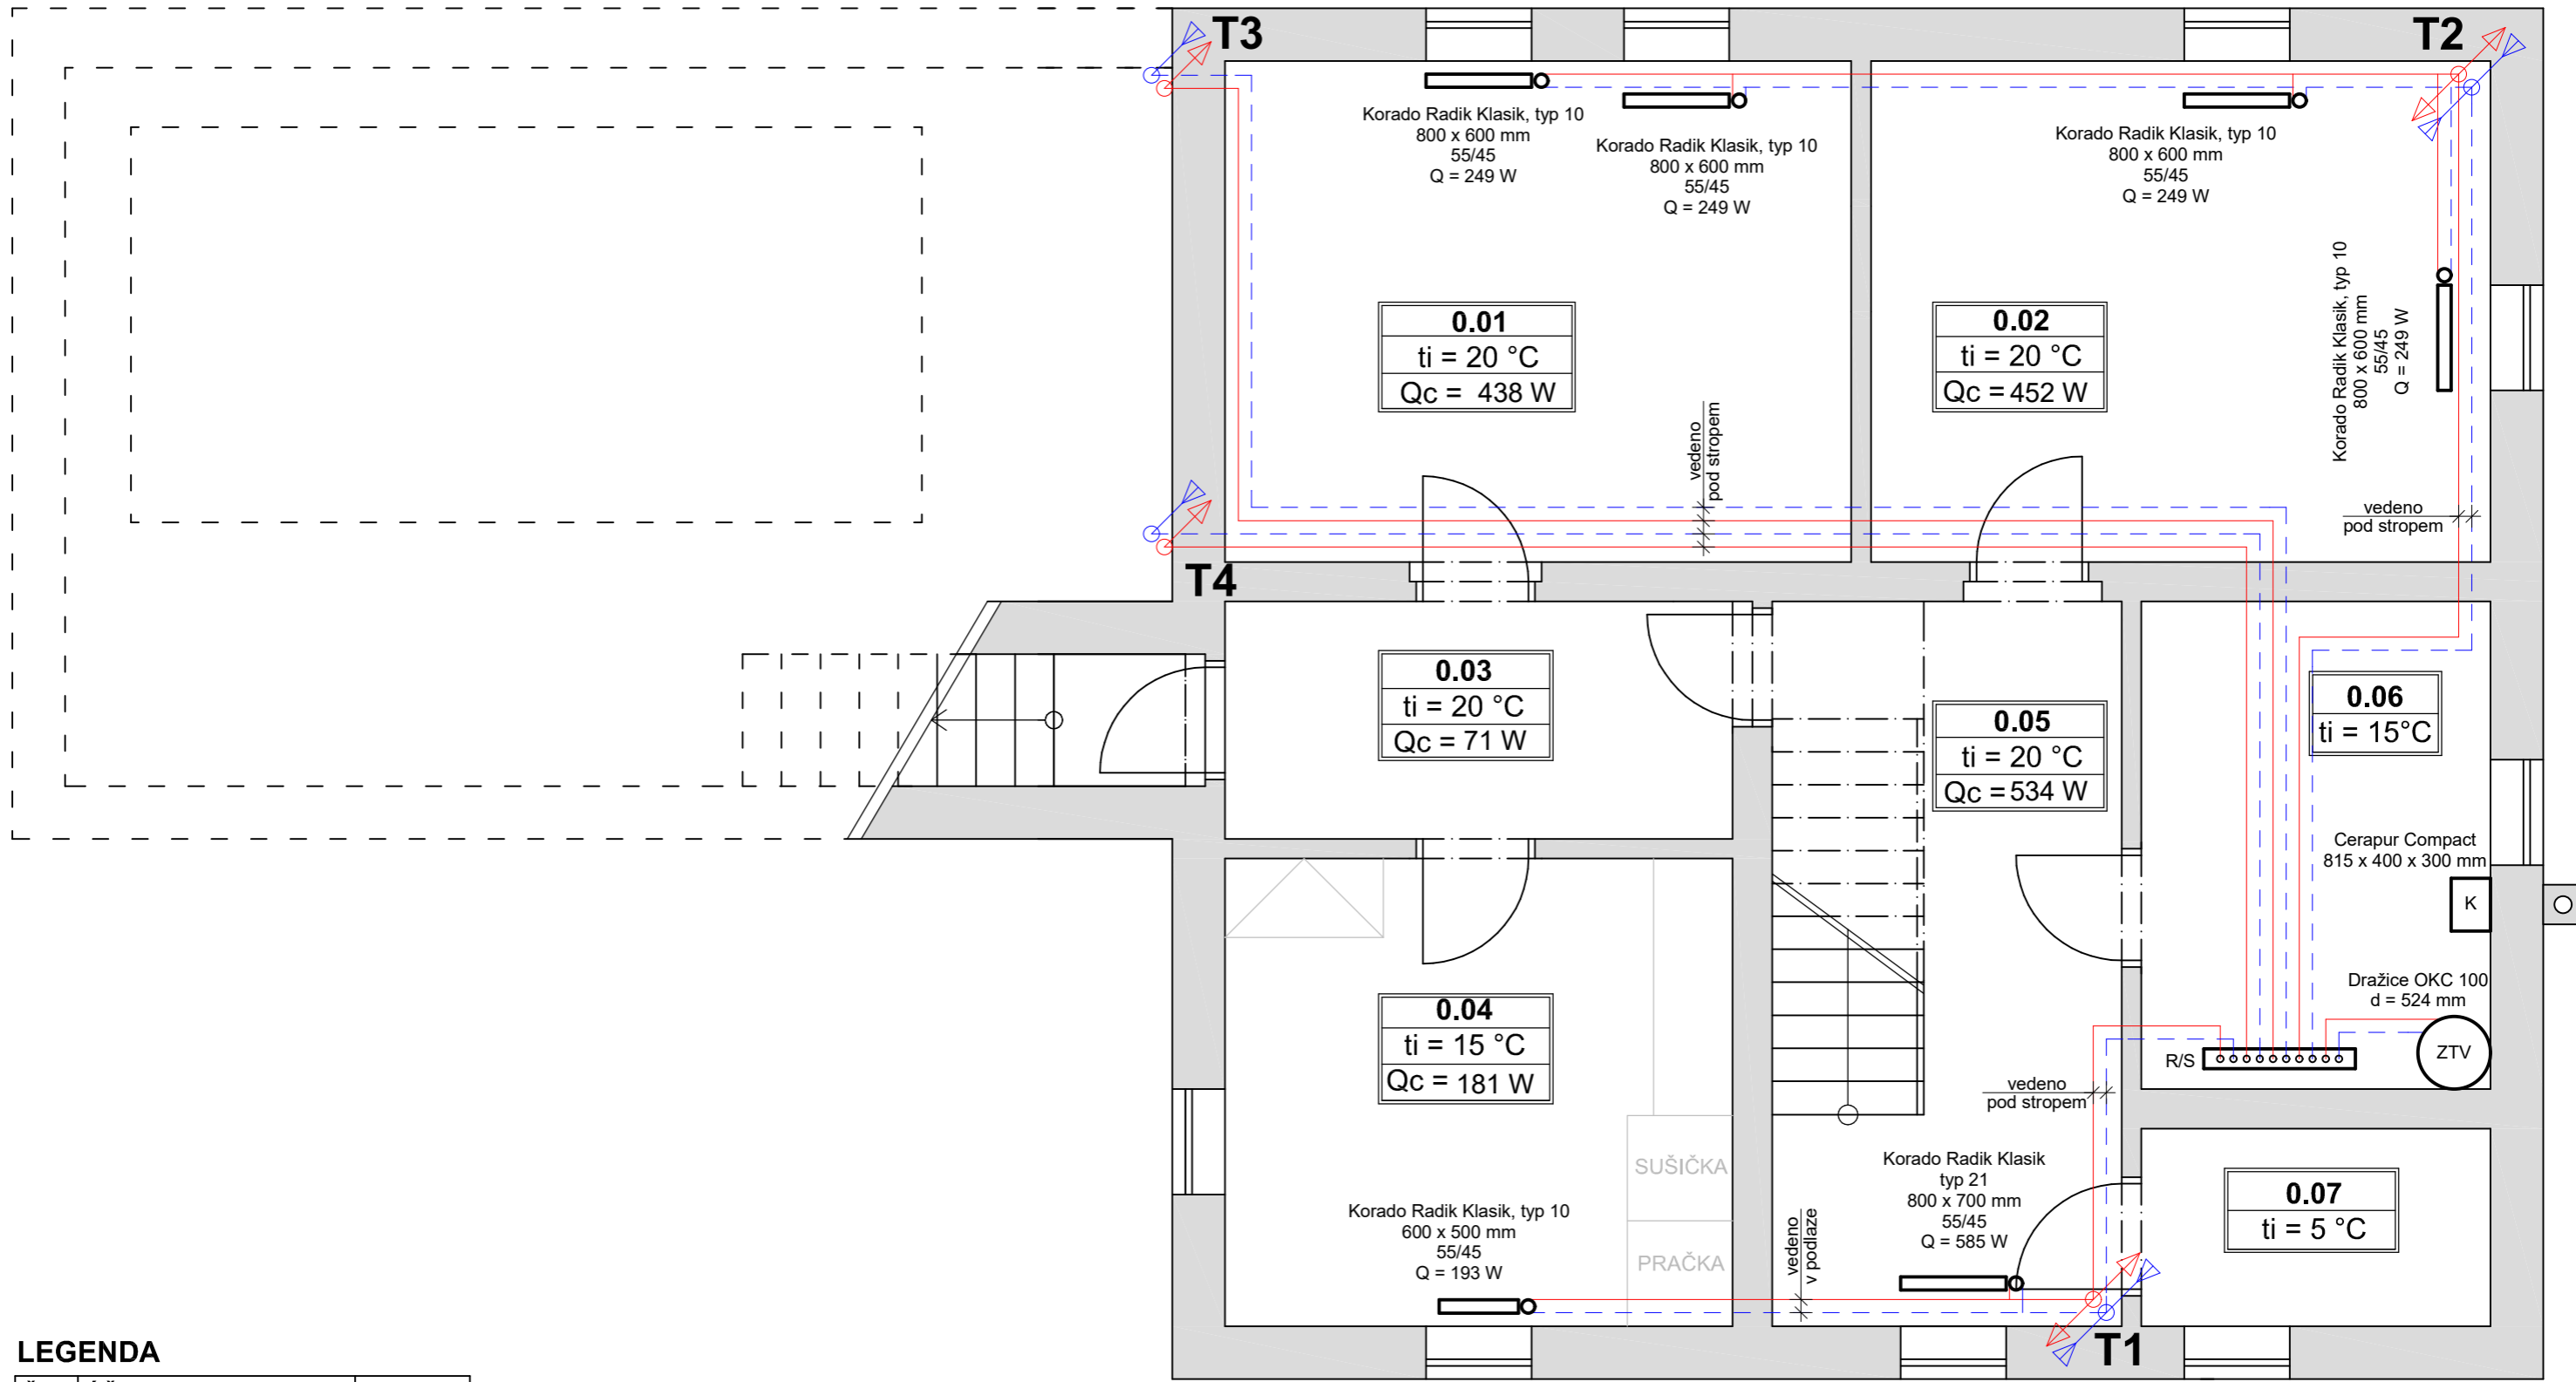 T3
T2
Korado Radik Klasik, typ 10
800 x 600 mm
55/45
Q = 249 W
Korado Radik Klasik, typ 10
800 x 600 mm
55/45
Q = 249 W
Korado Radik Klasik, typ 10
800 x 600 mm
55/45
Q = 249 W
Korado Radik Klasik, typ 10
800 x 600 mm
55/45
Q = 249 W
0.01
ti = 20 °C
Qc = 438 W
0.02
ti = 20 °C
Qc = 452 W
vedeno
pod stropem
vedeno
pod stropem
T4
0.03
ti = 20 °C
Qc = 71 W
0.05
ti = 20 °C
Qc = 534 W
0.06
ti = 15°C
Cerapur Compact
815 x 400 x 300 mm
K
Dražice OKC 100
d = 524 mm
ZTV
R/S
0.04
ti = 15 °C
Qc = 181 W
vedeno
pod stropem
SUŠIČKA
PRAČKA
Korado Radik Klasik
typ 21
800 x 700 mm
55/45
Q = 585 W
0.07
ti = 5 °C
Korado Radik Klasik, typ 10
600 x 500 mm
55/45
Q = 193 W
vedeno
v podlaze
T1
LEGENDA